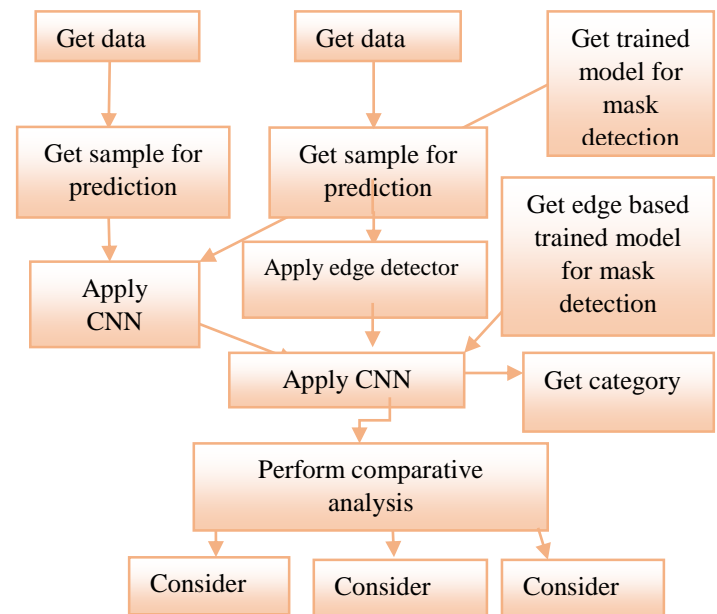 Get data
Get data
Get trained
model for
mask
detection
Get sample for
prediction
Get sample for
prediction
Get edge based
trained model
for mask
detection
Apply
CNN
Apply edge detector
Apply CNN
Get category
Perform comparative
analysis
Consider
Consider
Consider